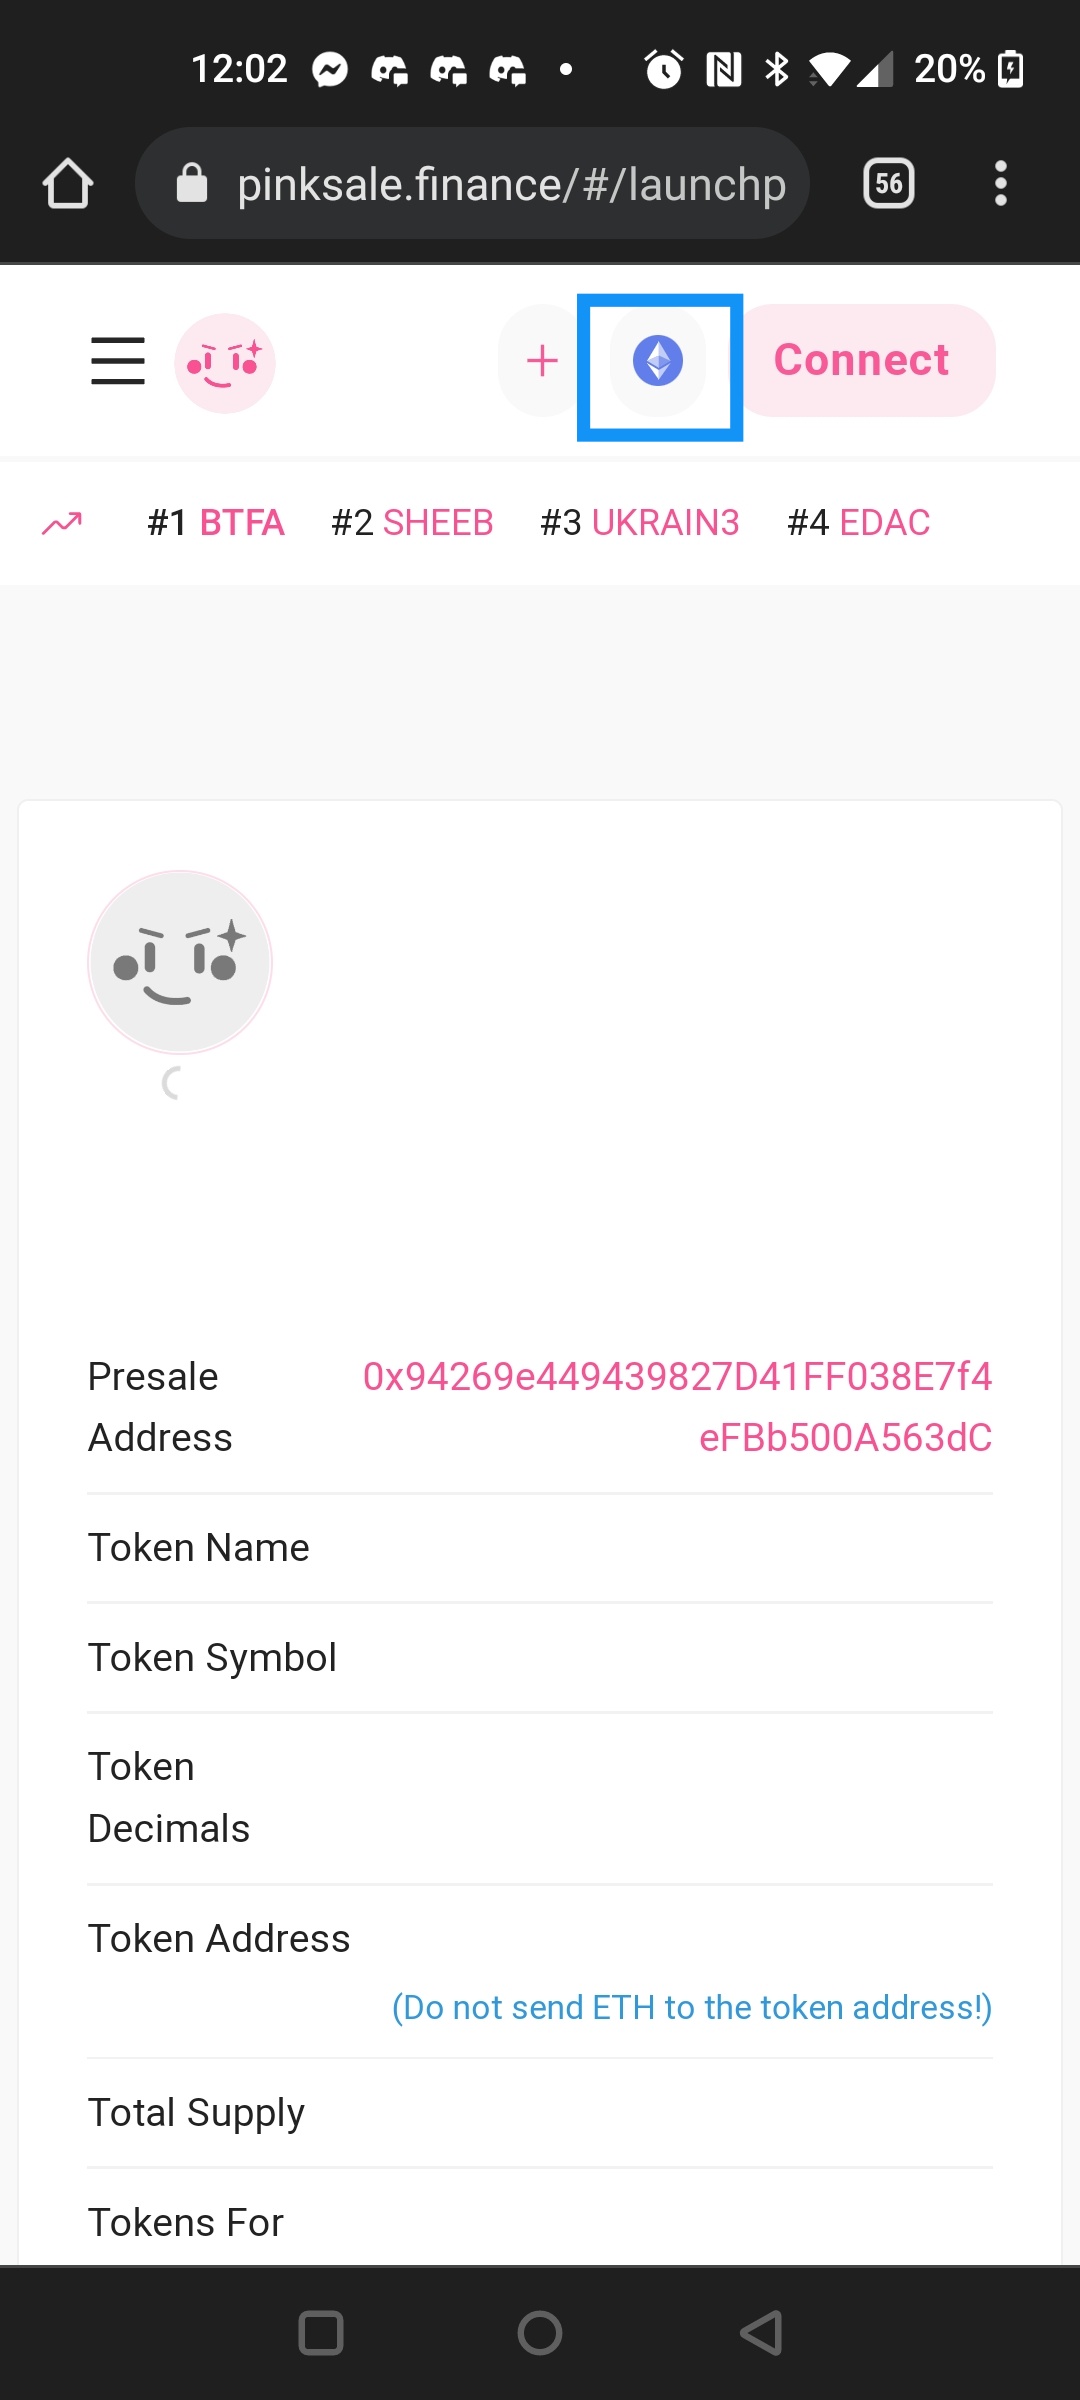 12:02
20%
pinksale.finance/#/launchp
56
+
Connect
#1 BTFA #2 SHEEB #3 UKRAIN3 #4 EDAC
Presale 0x94269e449439827D41FF038E7f4
Address eFBb500A563dC
Token Name
Token Symbol
Token
Decimals
Token Address
(Do not send ETH to the token address!)
Total Supply
Tokens For